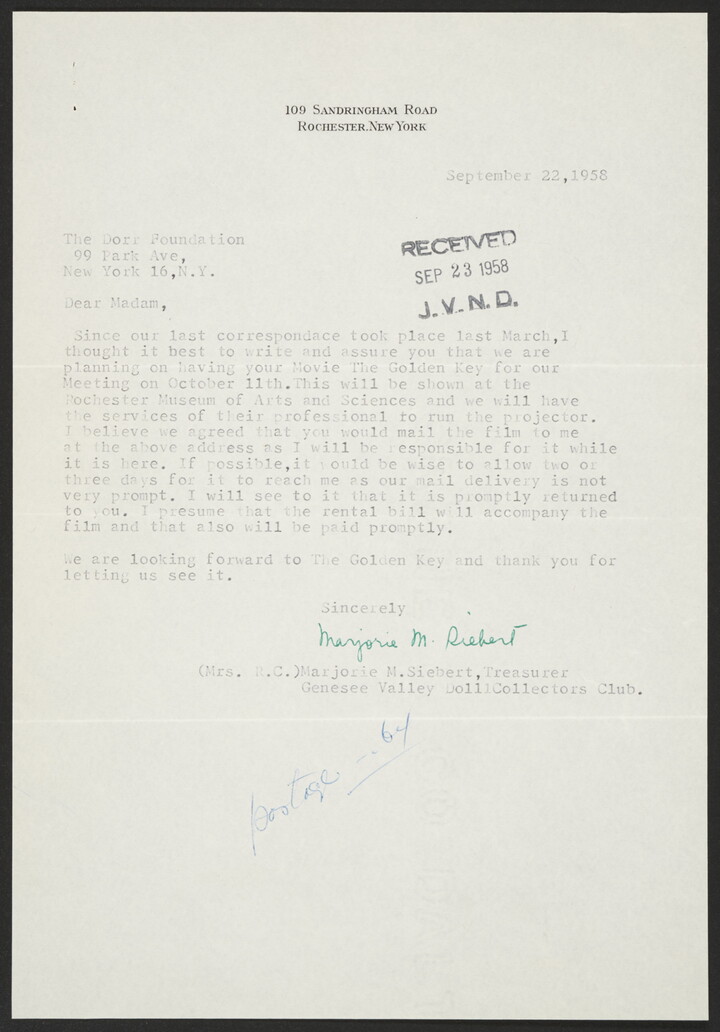 109 Sandringham Road
Rochester, New York
September 22,1958
The Dorr Foundation
99 Park Ave,
New York 16,N.Y.
RECEIVED
SEP 23 1958
J. V. N. D.
Dear Madam,
Since our last correspondace took place last March,I
thought it best to write and assure you that we are
planning on having your Movie The Golden Key for our
Meeting on October 11th.This will be shown at the
Rochester Museum of Arts and Sciences and we will have
the services of their professional to run the projector.
I believe we agreed that you would mail the film to me
at the above address as I will be responsible for it while
it is here. If possible,it would be wise to allow two or
three days for it to reach me as our mail delivery is not
very prompt. I will see to it that it is promptly returned
to you. I presume that the rental bill will accompany the
film and that also will be paid promptly.
We are looking forward to The Golden Key and thank you for
letting us see it.
Sincerely
Marjorie M. Siebert
(Mrs. R.C.)Marjorie M.Siebert,Treasurer
Genesee Valley DolllCollectors Club.
postage - .64